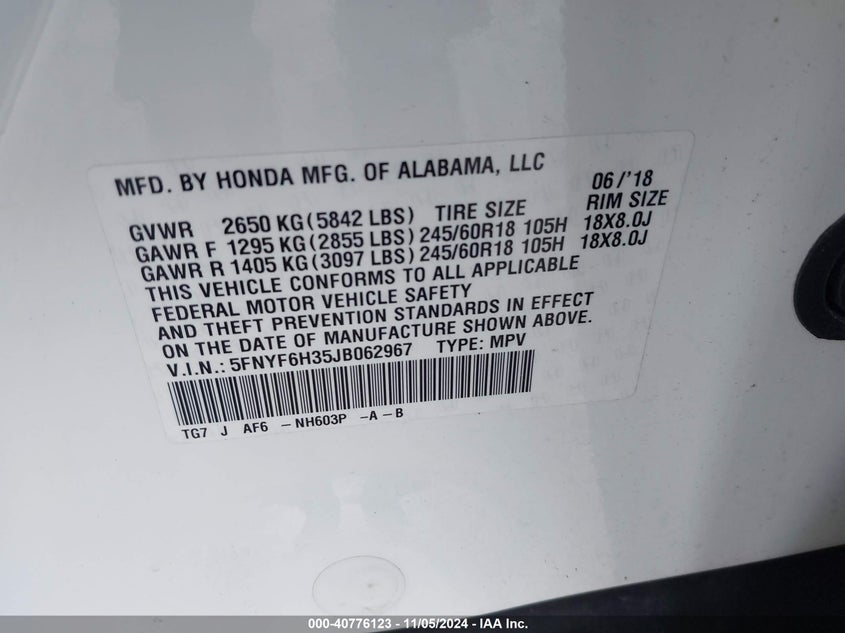 MFD. BY HONDA MFG. OF ALABAMA, LLC
06/'18
GVWR 2650 KG(5842 LBS) TIRE SIZE RIM SIZE
GAWR F 1295 KG(2855 LBS) 245/60R18 105H 18X8.0J
GAWR R 1405 KG(3097 LBS) 245/60R18 105H 18X8.0J
THIS VEHICLE CONFORMS TO ALL APPLICABLE
FEDERAL MOTOR VEHICLE SAFETY
AND THEFT PREVENTION STANDARDS IN EFFECT
ON THE DATE OF MANUFACTURE SHOWN ABOVE.
V.I.N.: 5FNYF6H35JB062967 TYPE: MPV
TG7 J AF6 -NH603P -A-B
000-40776123 - 11/05/2024 - IAA Inc.